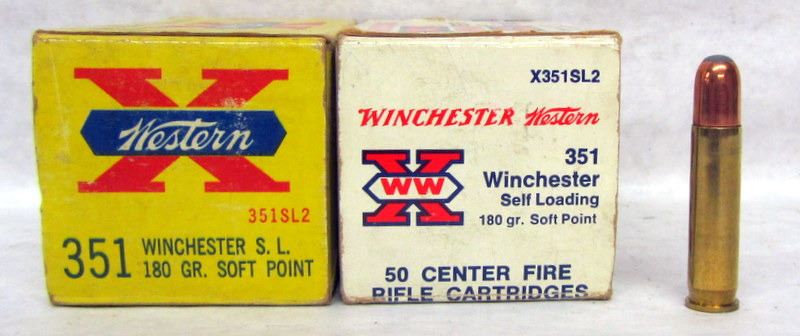 Western
351SL2
351 WINCHESTER S. L.
180 GR. SOFT POINT
X351SL2
WINCHESTER Western
X
WW
351
Winchester
Self Loading
180 gr. Soft Point
50 CENTER FIRE
RIFLE CARTRIDGES